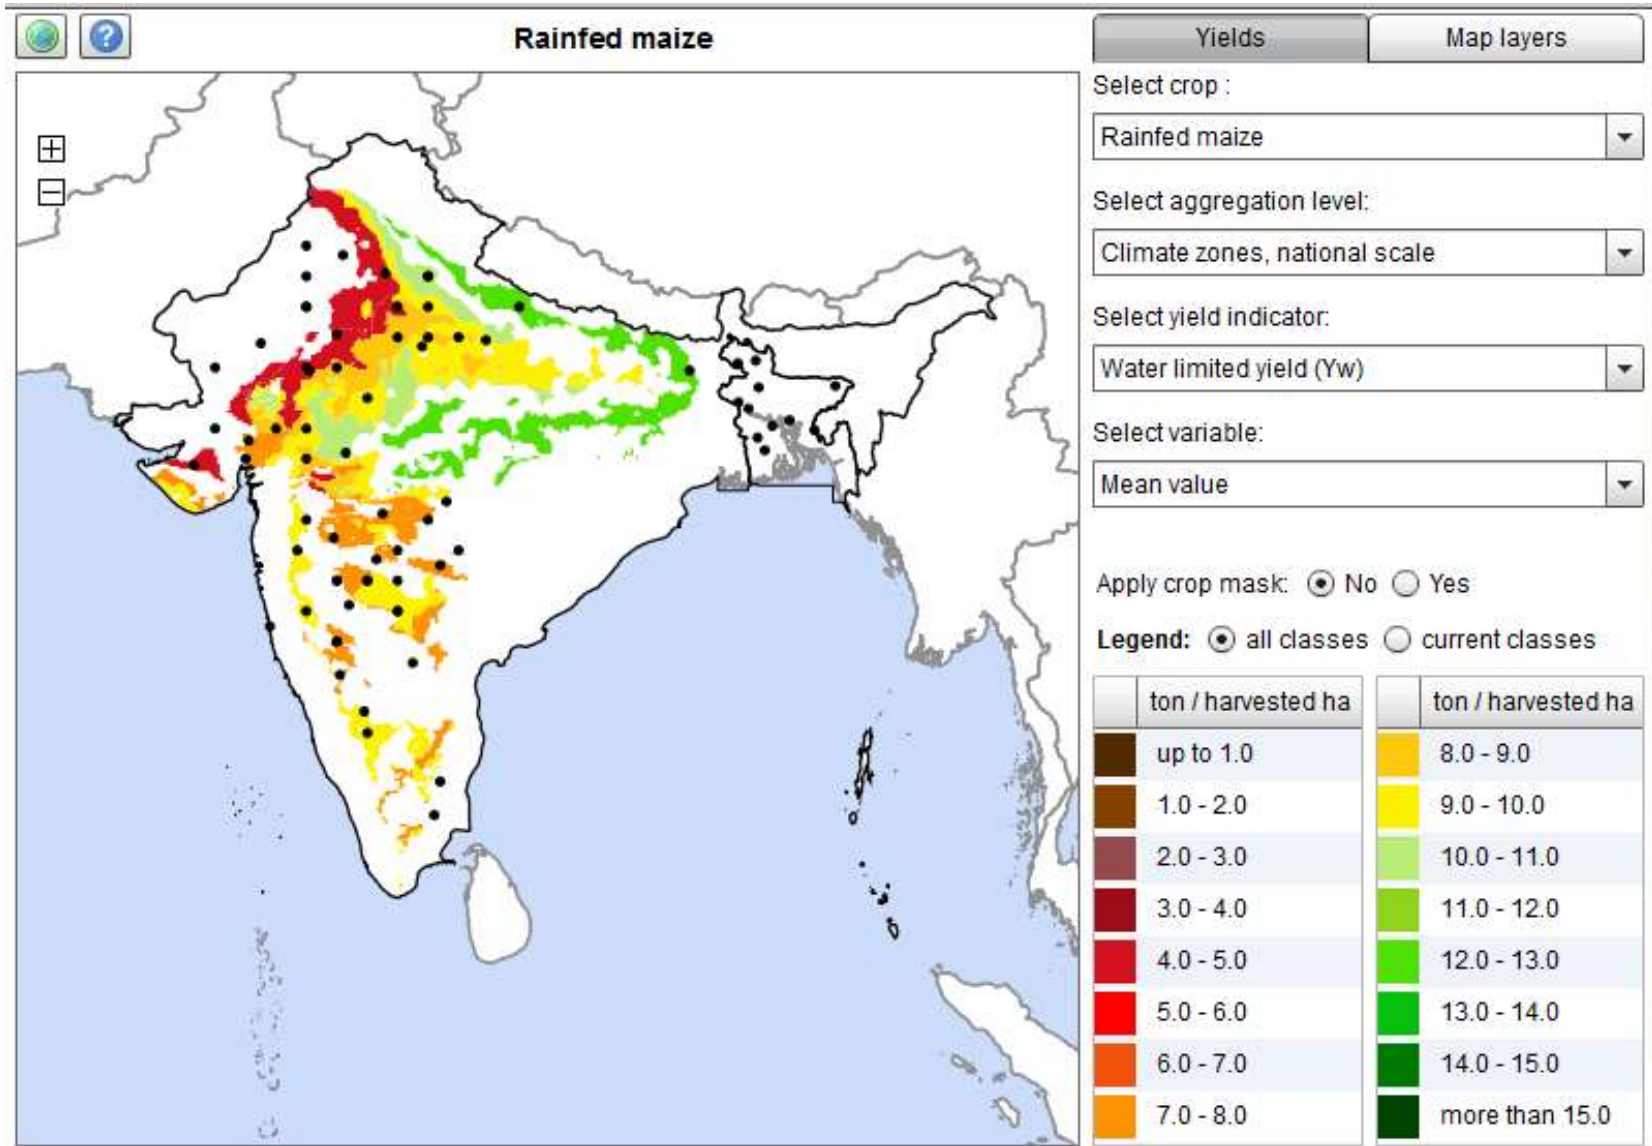 Rainfed maize
Yields
Map layers
Select crop :
Rainfed maize
Select aggregation level:
Climate zones, national scale
Select yield indicator:
Water limited yield (Yw)
Select variable:
Mean value
Apply crop mask: No Yes
Legend: all classes current classes
ton / harvested ha
up to 1.0
1.0 - 2.0
2.0 - 3.0
3.0 - 4.0
4.0 - 5.0
5.0 - 6.0
6.0 - 7.0
7.0 - 8.0
ton / harvested ha
8.0 - 9.0
9.0 - 10.0
10.0 - 11.0
11.0 - 12.0
12.0 - 13.0
13.0 - 14.0
14.0 - 15.0
more than 15.0